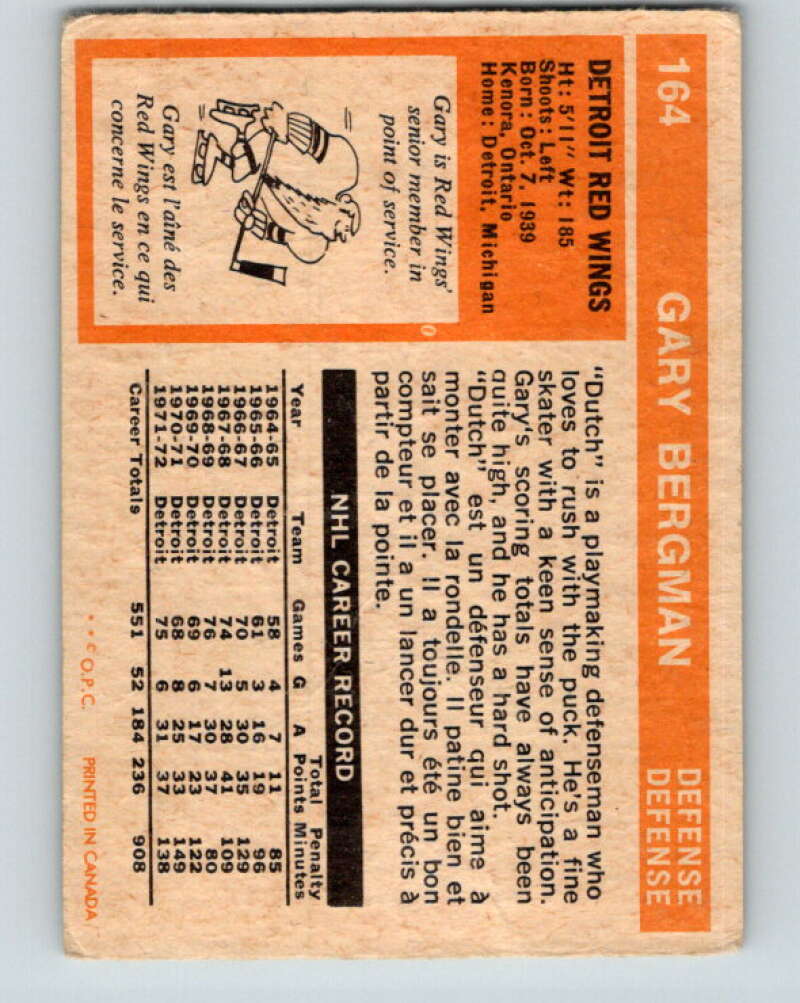 164 GARY BERGMAN DEFENSE
DEFENSE
DETROIT RED WINGS
Ht: 5'11" Wt: 185
Shoots: Left
Born: Oct. 7, 1939
Kenora, Ontario
Home: Detroit, Michigan
Gary is Red Wings'
senior member in
point of service.
Gary est l'aîné des
Red Wings en ce qui
concerne le service.
"Dutch" is a playmaking defenseman who
loves to rush with the puck. He's a fine
skater with a keen sense of anticipation.
Gary's scoring totals have always been
quite high, and he has a hard shot.
"Dutch" est un défenseur qui aime à
monter avec la rondelle. Il patine bien et
sait se placer. Il a toujours été un bon
compteur et il a un lancer dur et précis à
partir de la pointe.
NHL CAREER RECORD
Total Penalty
Year Team Games G A Points Minutes
1964-65 Detroit 58 4 7 11 85
1965-66 Detroit 61 3 16 19 96
1966-67 Detroit 70 5 30 35 129
1967-68 Detroit 74 13 28 41 109
1968-69 Detroit 76 7 30 37 80
1969-70 Detroit 69 6 17 23 122
1970-71 Detroit 68 8 25 33 149
1971-72 Detroit 75 6 31 37 138
Career Totals 551 52 184 236 908
* * © O.P.C. PRINTED IN CANADA